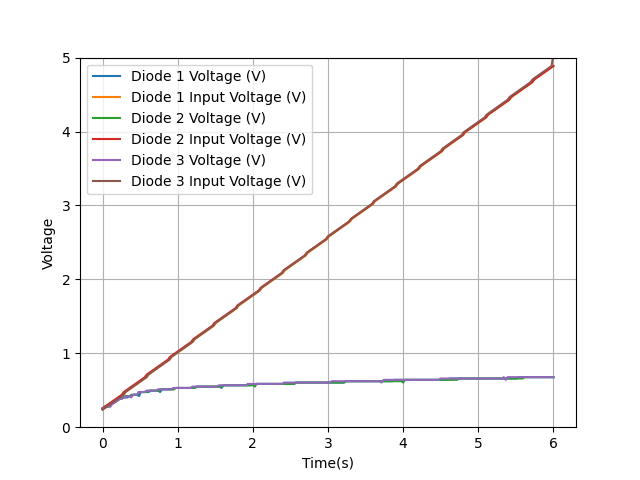 Diode 1 Voltage (V)
Diode 1 Input Voltage (V)
Diode 2 Voltage (V)
Diode 2 Input Voltage (V)
Diode 3 Voltage (V)
Diode 3 Input Voltage (V)
5
4
3
2
1
0
Voltage
0 1 2 3 4 5 6
Time(s)